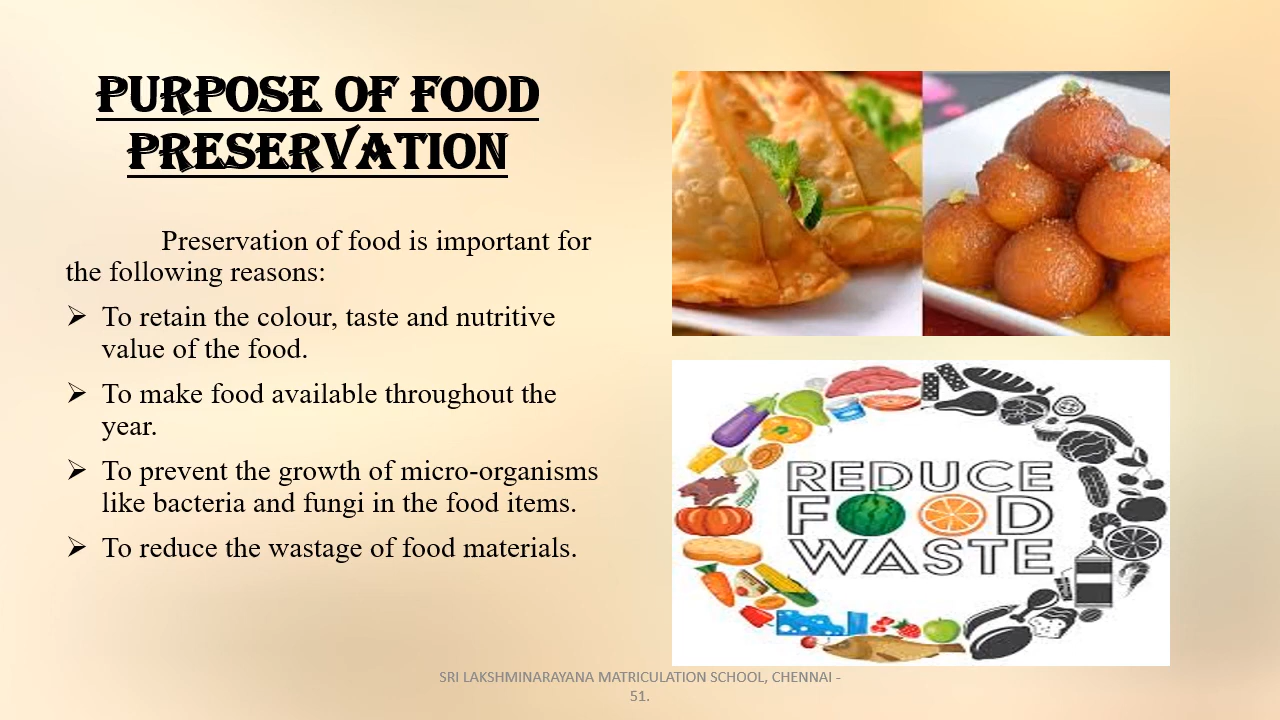 PURPOSE OF FOOD
PRESERVATION
Preservation of food is important for
the following reasons:
➢ To retain the colour, taste and nutritive
value of the food.
➢ To make food available throughout the
year.
➢ To prevent the growth of micro-organisms
like bacteria and fungi in the food items.
➢ To reduce the wastage of food materials.
REDUCE
FOOD
WASTE
SRI LAKSHMINARAYANA MATRICULATION SCHOOL, CHENNAI -
51.